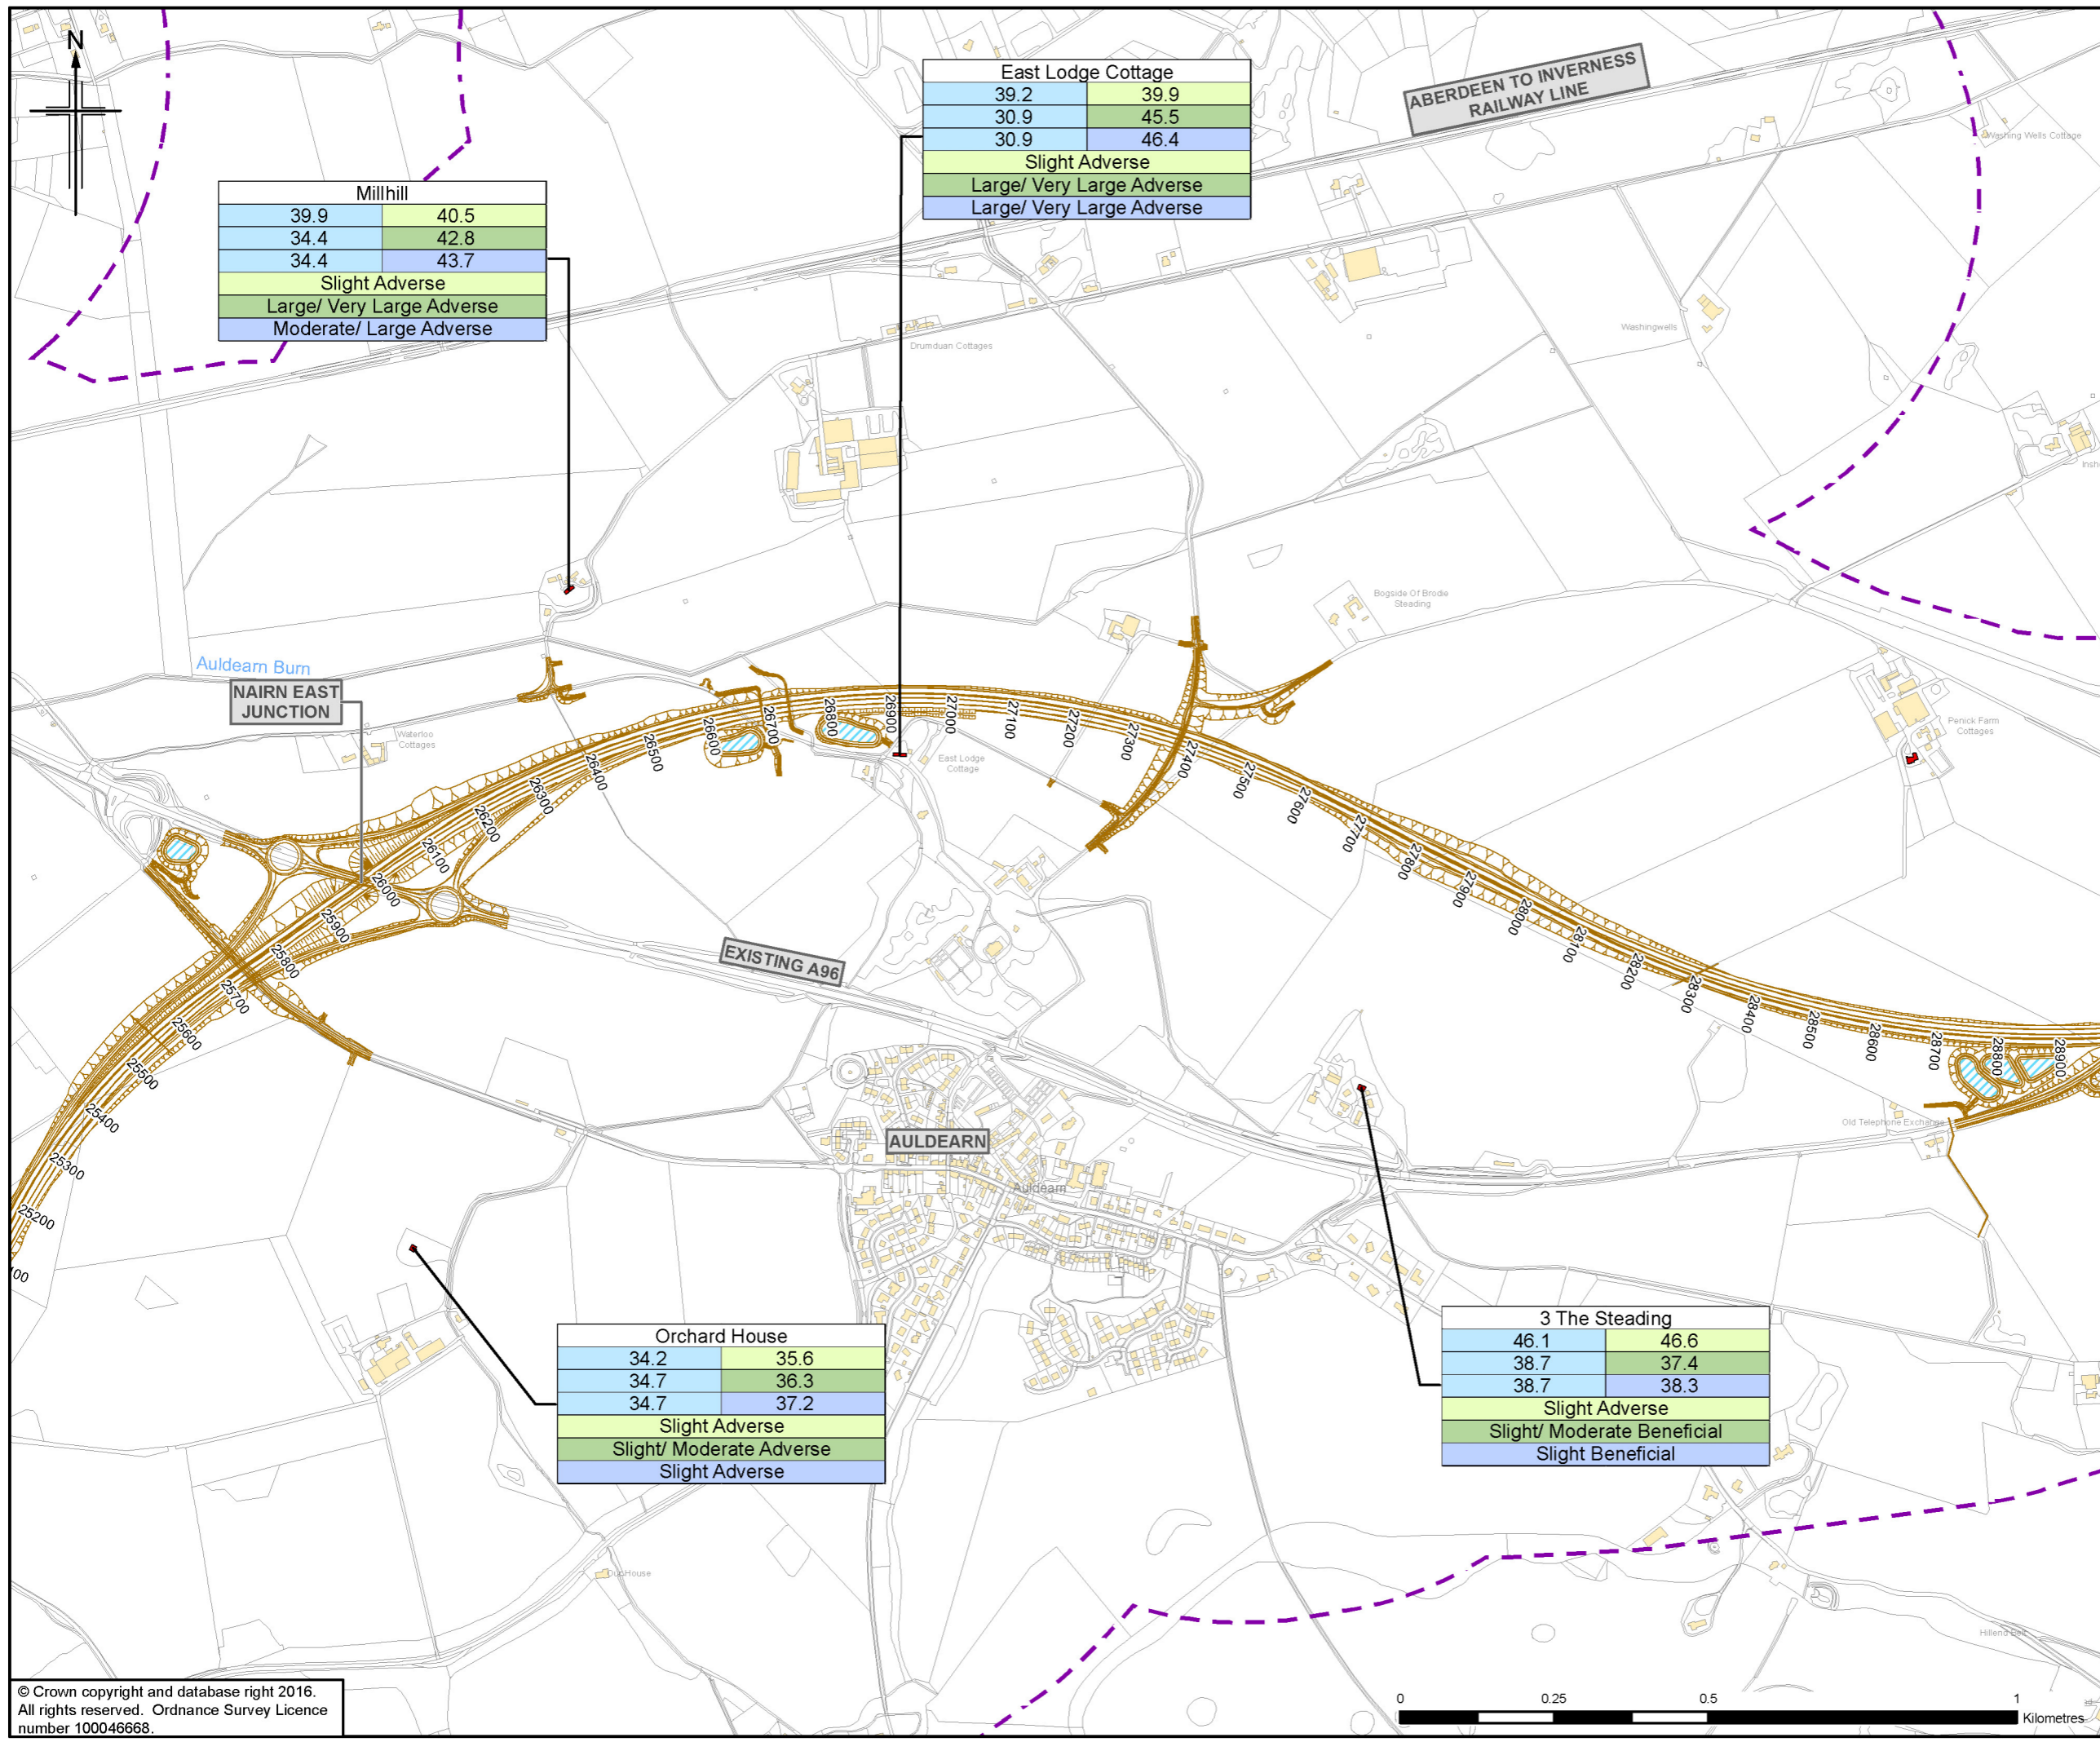 N
East Lodge Cottage
39.2 39.9
30.9 45.5
30.9 46.4
Slight Adverse
Large/ Very Large Adverse
Large/ Very Large Adverse
ABERDEEN TO INVERNESS
RAILWAY LINE
Washing Wells Cottage
Millhill
39.9 40.5
34.4 42.8
34.4 43.7
Slight Adverse
Large/ Very Large Adverse
Moderate/ Large Adverse
Drumduan Cottages
Washingwells
Insh
Bogside Of Brodie
Steading
Auldearn Burn
NAIRN EAST
JUNCTION
Waterloo
Cottages
East Lodge
Cottage
Penick Farm
Cottages
25200
25300
25400
25500
25600
25700
25800
25900
26000
26100
26200
26300
26400
26500
26600
26700
26800
26900
27000
27100
27200
27300
27400
27500
27600
27700
27800
27900
28000
28100
28200
28300
28400
28500
28600
28700
28800
28900
EXISTING A96
Old Telephone Exchange
AULDEARN
Auldearn
Orchard House
34.2 35.6
34.7 36.3
34.7 37.2
Slight Adverse
Slight/ Moderate Adverse
Slight Adverse
3 The Steading
46.1 46.6
38.7 37.4
38.7 38.3
Slight Adverse
Slight/ Moderate Beneficial
Slight Beneficial
House
Hillend
© Crown copyright and database right 2016.
All rights reserved. Ordnance Survey Licence
number 100046668.
0 0.25 0.5 1
Kilometres